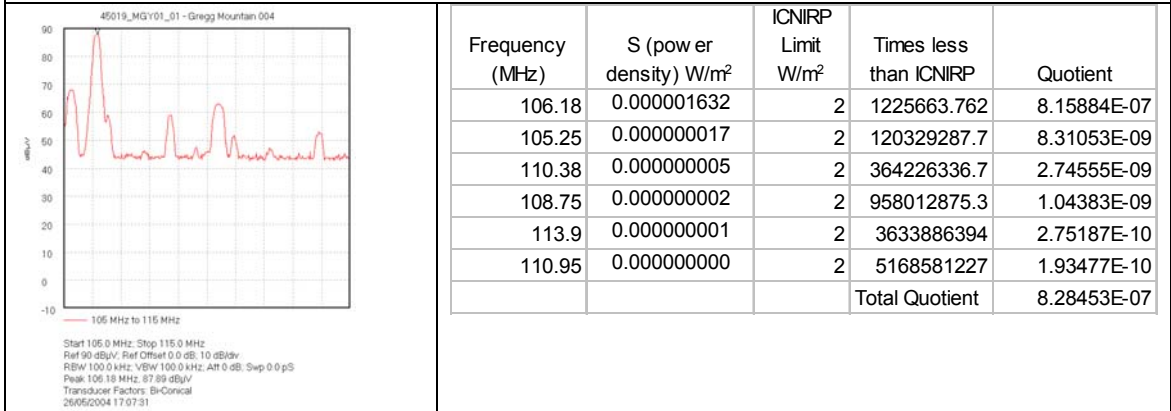 45019_MGY01_01 - Gregg Mountain 004
90
80
70
60
50
40
30
20
10
0
-10
dBµV
105 MHz to 115 MHz
Start 105.0 MHz; Stop 115.0 MHz
Ref 90 dBµV; Ref Offset 0.0 dB; 10 dB/div
RBW 100.0 kHz; VBW 100.0 kHz; Att 0 dB; Swp 0.0 pS
Peak 106.18 MHz, 87.89 dBµV
Transducer Factors: Bi-Conical
26/05/2004 17:07:31
Frequency (MHz) S (pow er density) W/m² ICNIRP Limit W/m² Times less than ICNIRP Quotient
106.18 0.000001632 2 1225663.762 8.15884E-07
105.25 0.000000017 2 120329287.7 8.31053E-09
110.38 0.000000005 2 364226336.7 2.74555E-09
108.75 0.000000002 2 958012875.3 1.04383E-09
113.9 0.000000001 2 3633886394 2.75187E-10
110.95 0.000000000 2 5168581227 1.93477E-10
Total Quotient 8.28453E-07